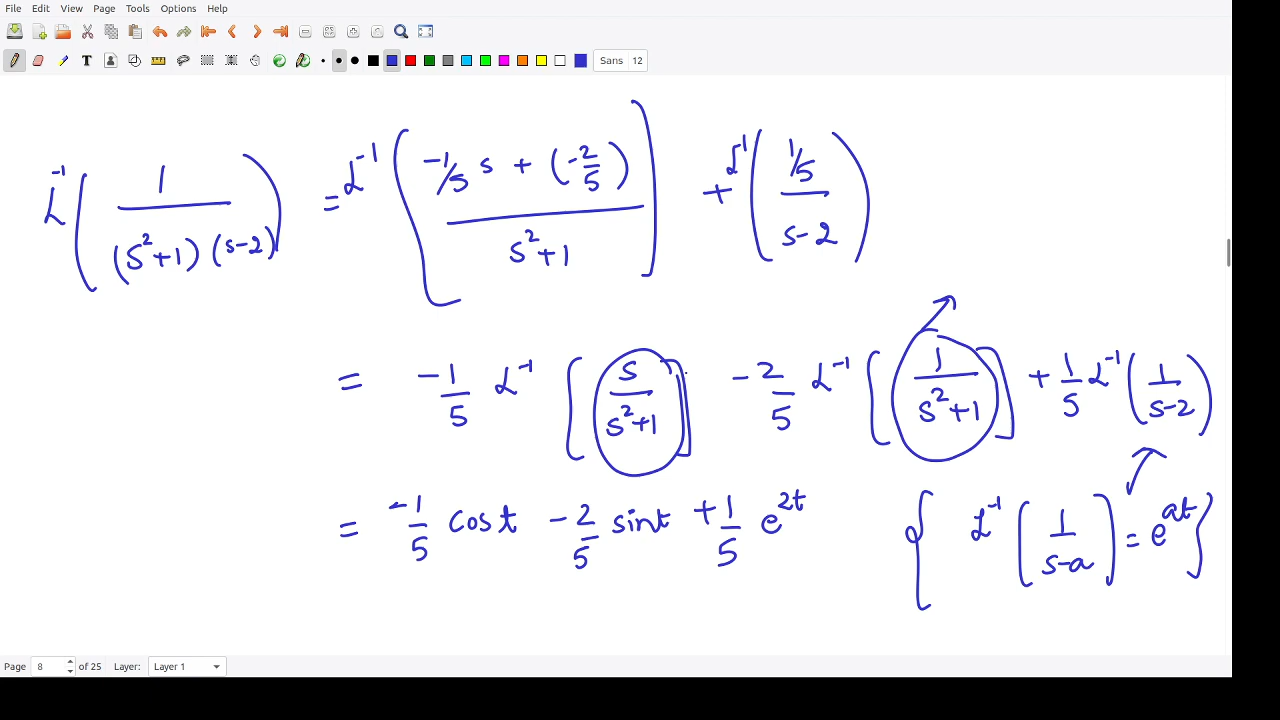 File Edit View Page Tools Options Help
T Sans 12
L⁻¹(1/((s²+1)(s-2))) = L⁻¹[(-1/5 s + (-2/5))/(s²+1)] + L⁻¹((1/5)/(s-2))
= -1/5 L⁻¹[s/(s²+1)] - 2/5 L⁻¹[1/(s²+1)] + 1/5 L⁻¹(1/(s-2))
= -1/5 cost - 2/5 sint + 1/5 e^{2t} { L⁻¹[1/(s-a)] = e^{at} }
Page 8 of 25 Layer: Layer 1